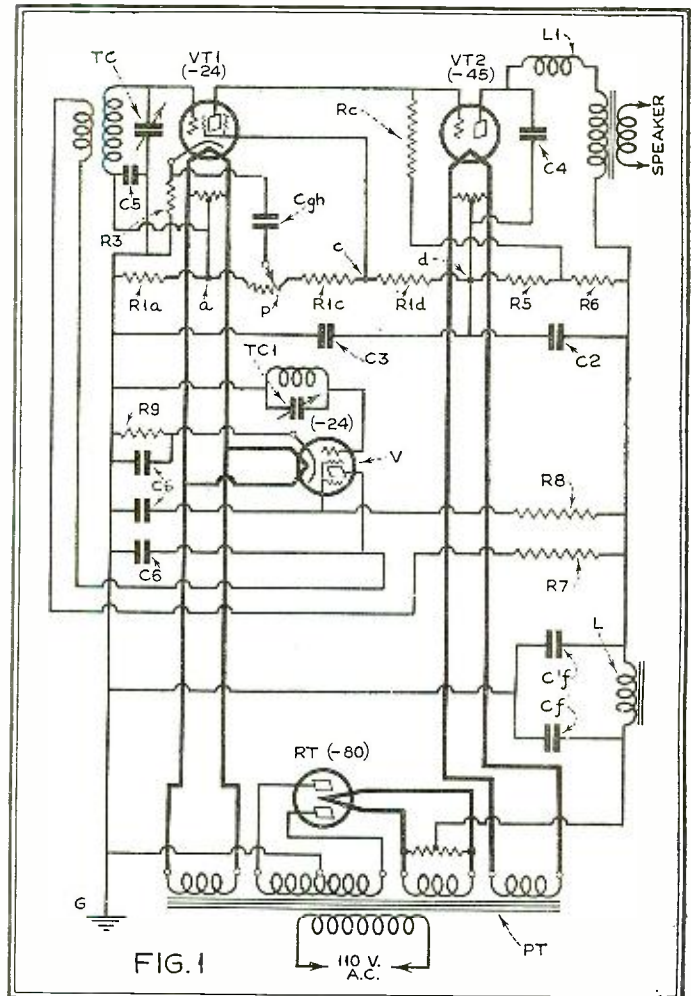 L1
TC
VT1
(-24)
VT2
(-45)
Rc
C4
SPEAKER
C5
R3
Cgh
c
d
R1a
a
P
R1c
R1d
R5
R6
C3
C2
TC1
R9
(-24)
V
C6
R8
C6
R7
L
C'f
Cf
RT (-80)
G
PT
110 V.
A.C.
FIG.1